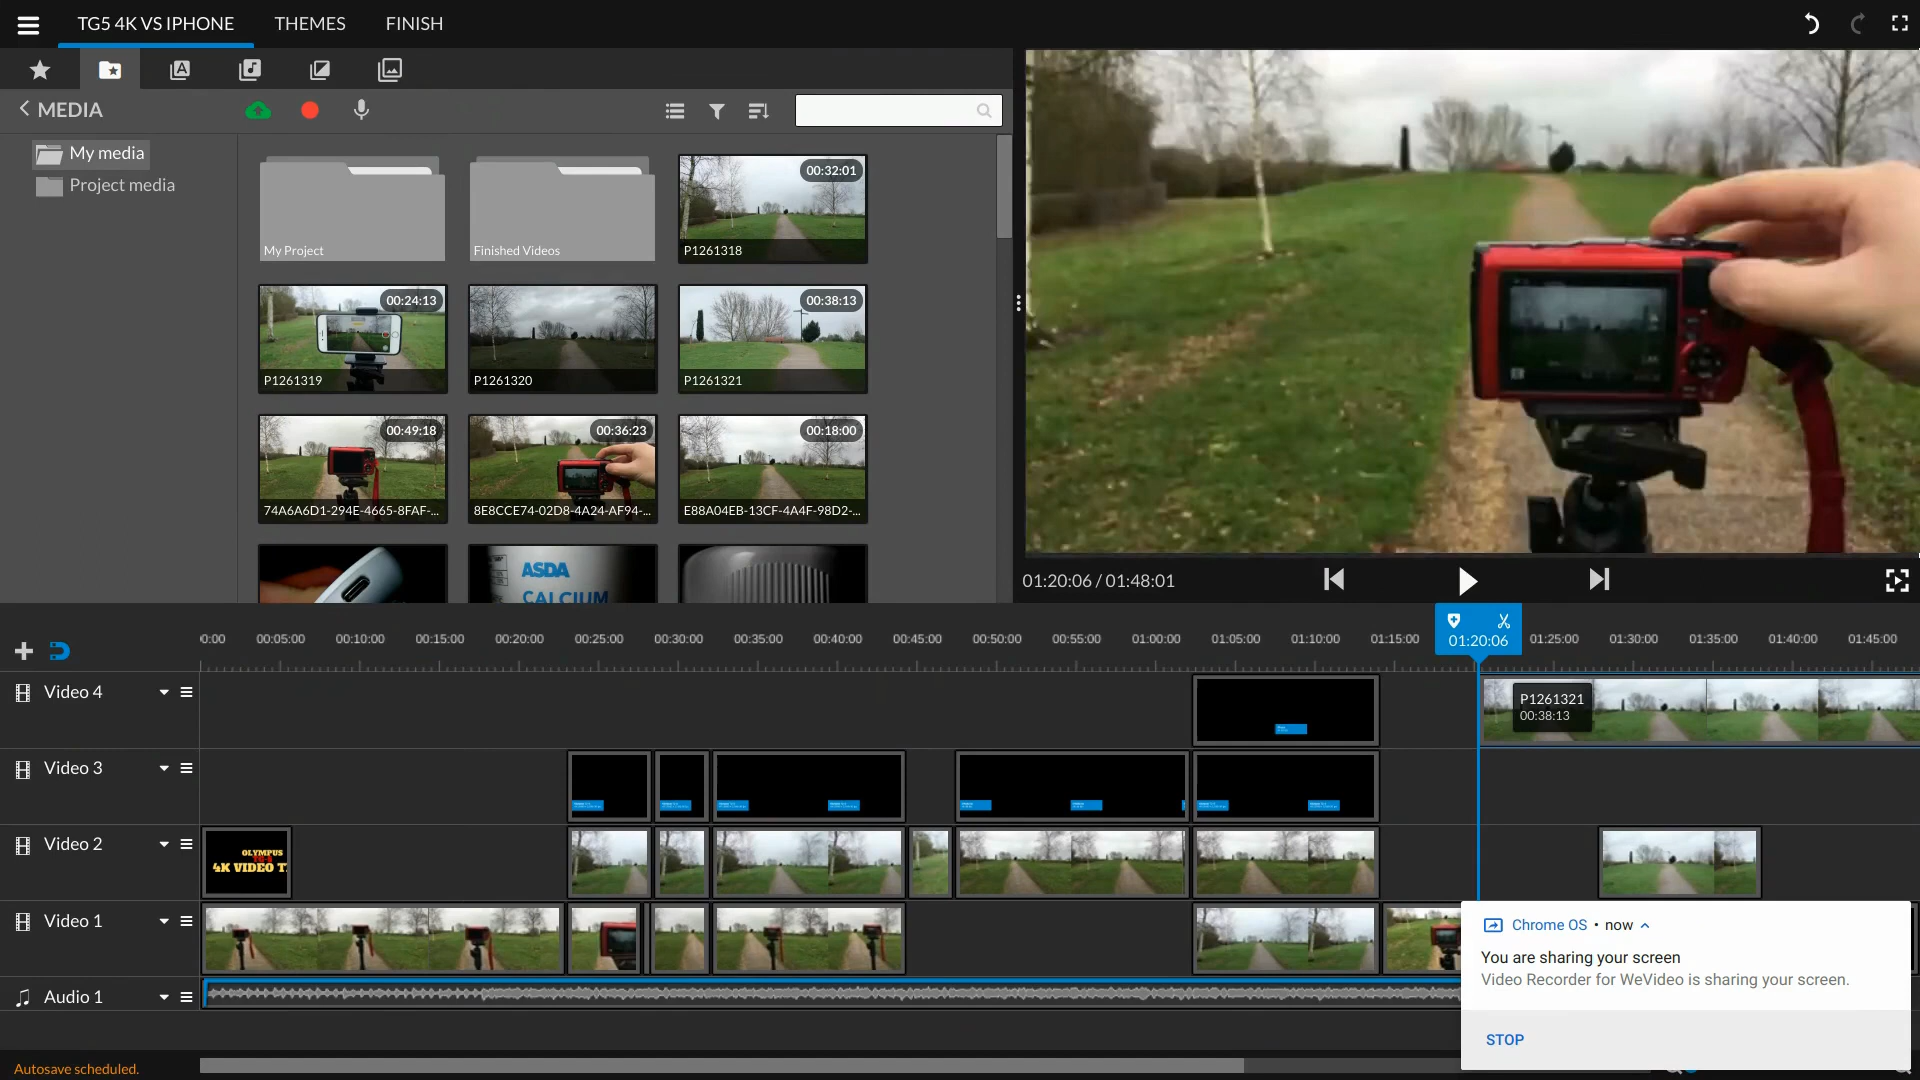 TG5 4K VS IPHONE
THEMES
FINISH
MEDIA
My media
Project media
My Project
Finished Videos
00:32:01
P1261318
00:24:13
P1261319
P1261320
00:38:13
P1261321
00:49:18
74A6A6D1-294E-4665-8FAF-...
00:36:23
8E8CCE74-02D8-4A24-AF94-...
00:18:00
E88A04EB-13CF-4A4F-98D2-...
ASDA
CALCIUM
01:20:06 / 01:48:01
00:05:00 00:10:00 00:15:00 00:20:00 00:25:00 00:30:00 00:35:00 00:40:00 00:45:00 00:50:00 00:55:00 01:00:00 01:05:00 01:10:00 01:15:00 01:20:06 01:25:00 01:30:00 01:35:00 01:40:00 01:45:00
Video 4
P1261321
00:38:13
Video 3
Video 2
OLYMPUS
TG-5
4K VIDEO T
Video 1
Audio 1
Chrome OS • now
You are sharing your screen
Video Recorder for WeVideo is sharing your screen.
STOP
Autosave scheduled.